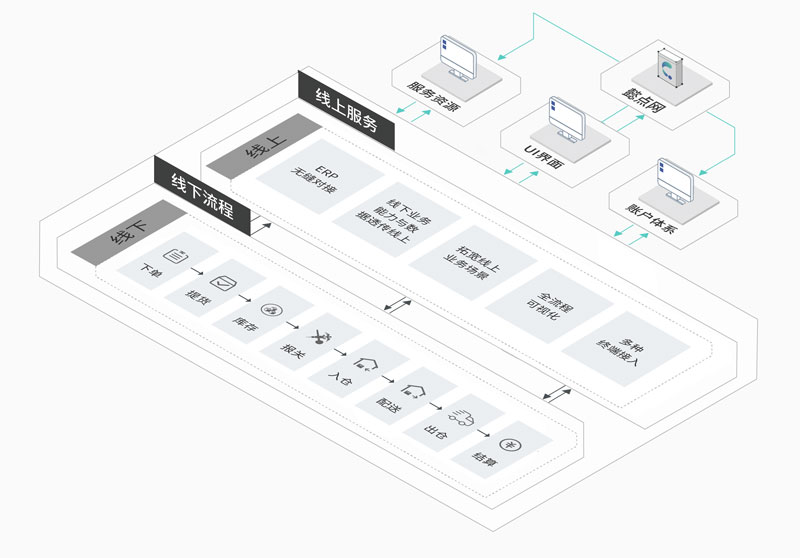 服务资源
懿点网
UI界面
账户体系
线上服务
线上
ERP
无缝对接
线下业务
能力与数
据透传线上
拓宽线上
业务场景
全流程
可视化
多种
终端接入
线下流程
线下
下单
提货
库存
报关
入仓
配送
出仓
结算